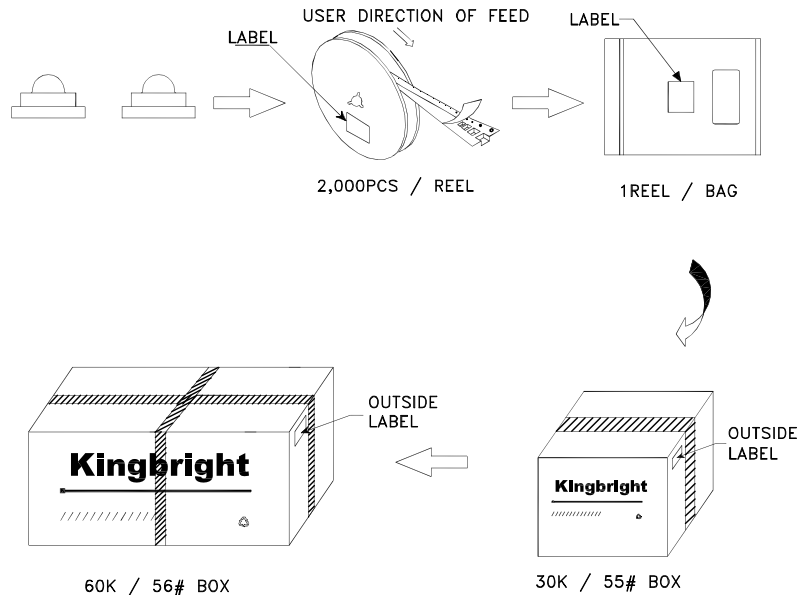 USER DIRECTION OF FEED
LABEL
LABEL
2,000PCS / REEL
1REEL / BAG
OUTSIDE
LABEL
Kingbright
60K / 56# BOX
OUTSIDE
LABEL
KIngbrIght
30K / 55# BOX